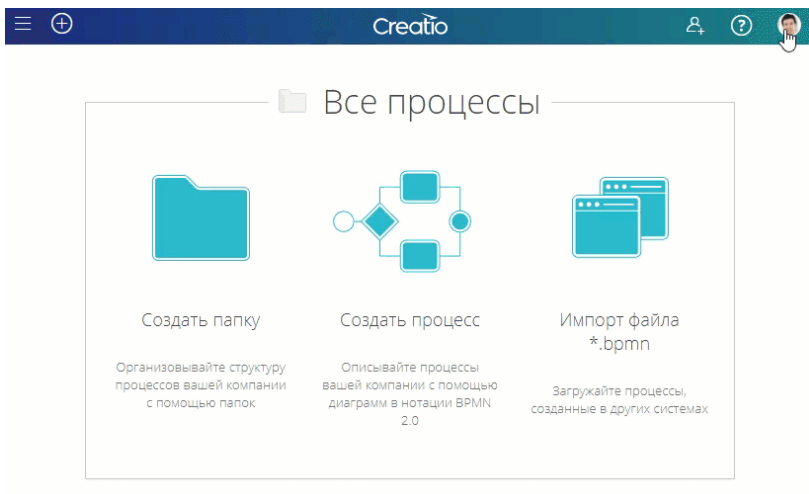 Creatio
Все процессы
Создать папку
Организовывайте структуру
процессов вашей компании
с помощью папок
Создать процесс
Описывайте процессы
вашей компании с помощью
диаграмм в нотации BPMN
2.0
Импорт файла
*.bpmn
Загружайте процессы,
созданные в других системах